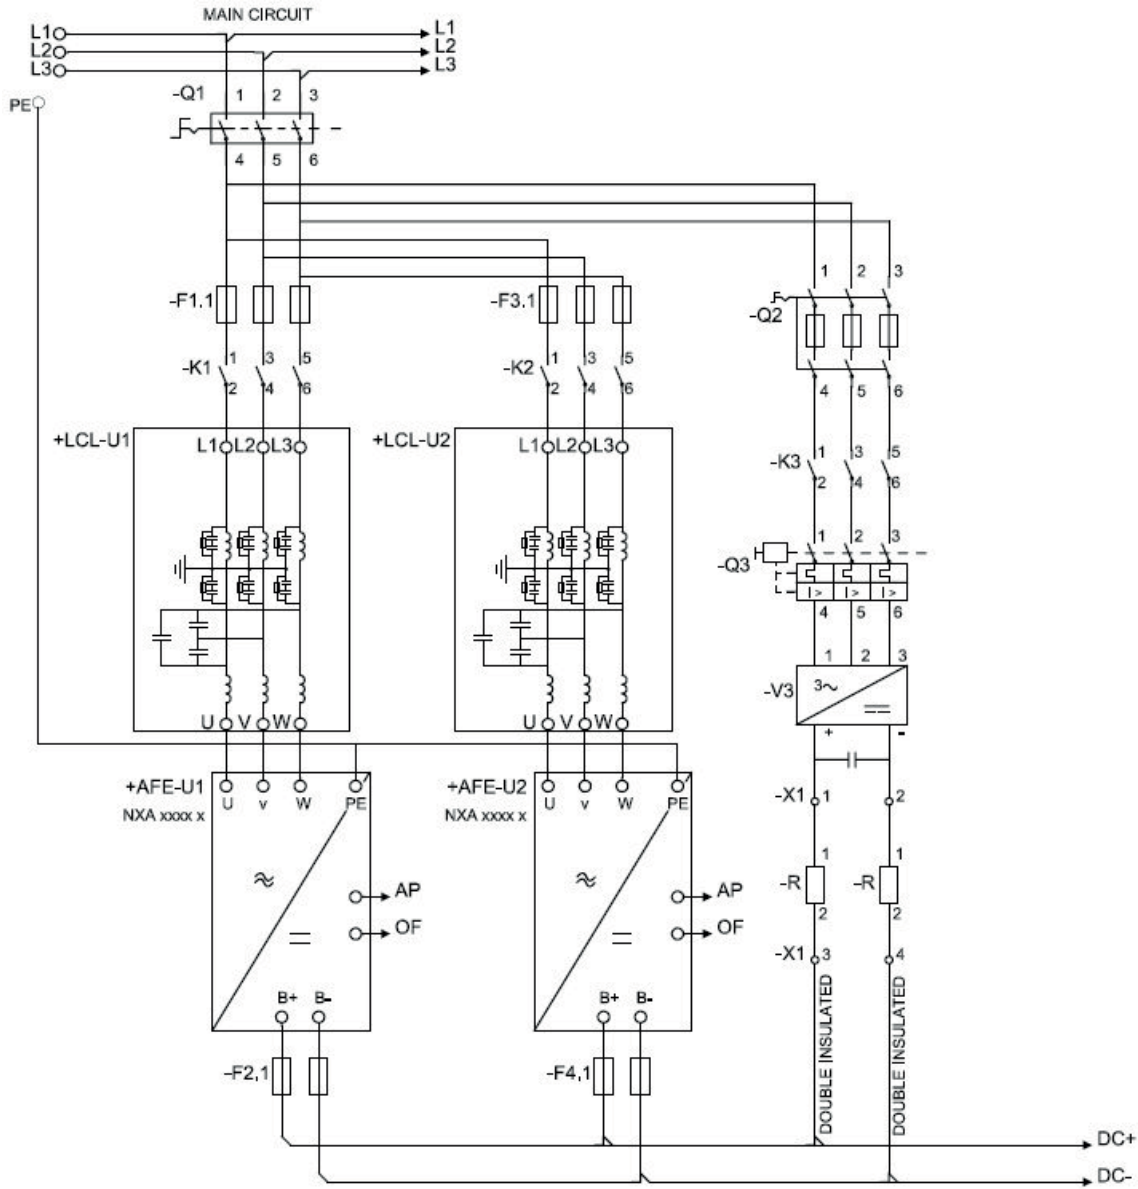 MAIN CIRCUIT
L1 L1
L2 L2
L3 L3
PE
-Q1 1 2 3
4 5 6
1 2 3
-F1.1 -F3.1
-Q2
-K1 1 3 5 -K2 1 3 5
2 4 6 2 4 6
4 5 6
+LCL-U1 L1 L2 L3 +LCL-U2 L1 L2 L3
-K3 1 3 5
2 4 6
-Q3 1 2 3
I> I> I>
4 5 6
1 2 3
-V3 3~
+ -
U V W U V W
+AFE-U1 U v W PE
NXA xxxx x
+AFE-U2 U v W PE
NXA xxxx x
-X1 1 2
-R 1 -R 1
2 2
AP AP
OF OF
-X1 3 4
B+ B- B+ B-
DOUBLE INSULATED
DOUBLE INSULATED
-F2,1 -F4,1
DC+
DC-